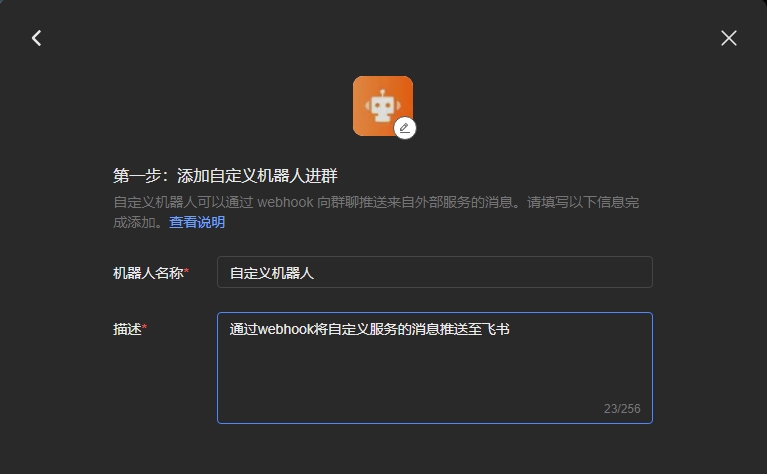 第一步：添加自定义机器人进群
自定义机器人可以通过 webhook 向群聊推送来自外部服务的消息。请填写以下信息完
成添加。查看说明
机器人名称* 自定义机器人
描述* 通过webhook将自定义服务的消息推送至飞书
23/256